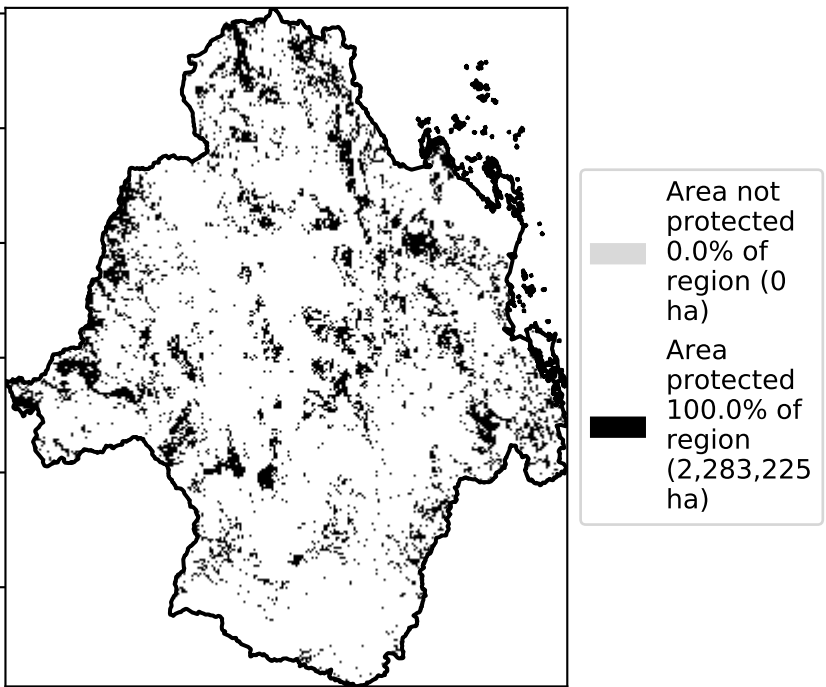 Area not
protected
0.0% of
region (0
ha)
Area
protected
100.0% of
region
(2,283,225
ha)